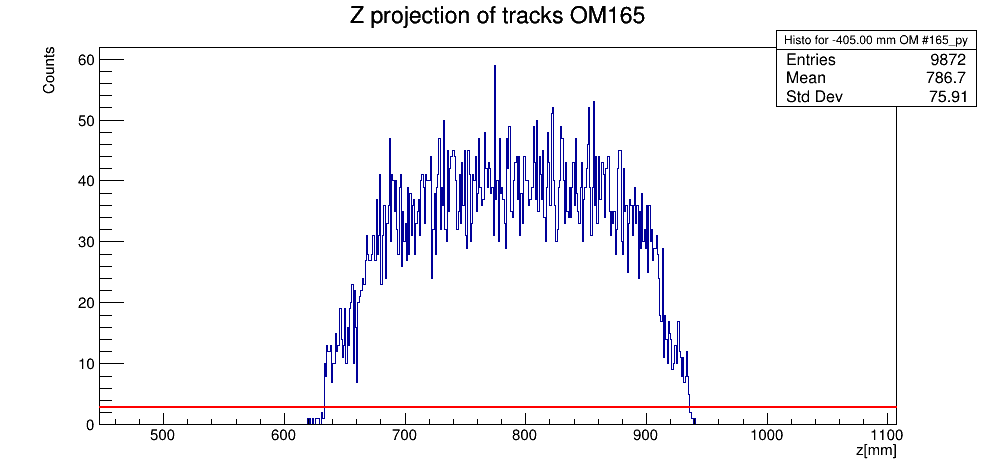 Z projection of tracks OM165
Histo for -405.00 mm OM #165_py
Entries 9872
Mean 786.7
Std Dev 75.91
Counts
60
50
40
30
20
10
0
500 600 700 800 900 1000 1100
z[mm]